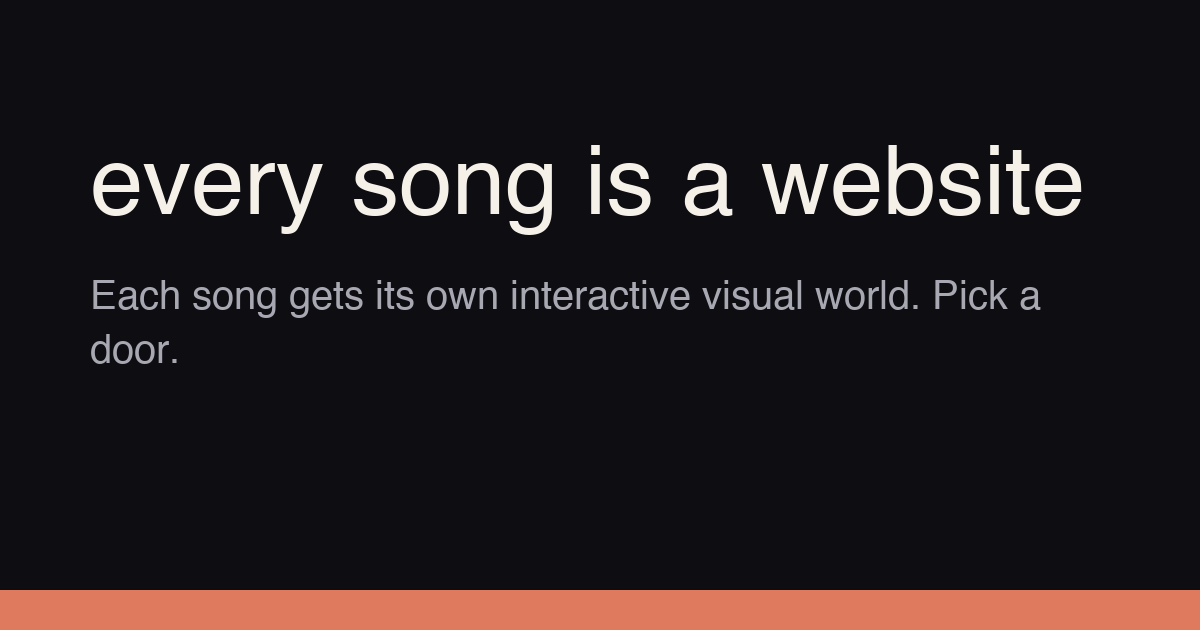 every song is a website
Each song gets its own interactive visual world. Pick a
door.